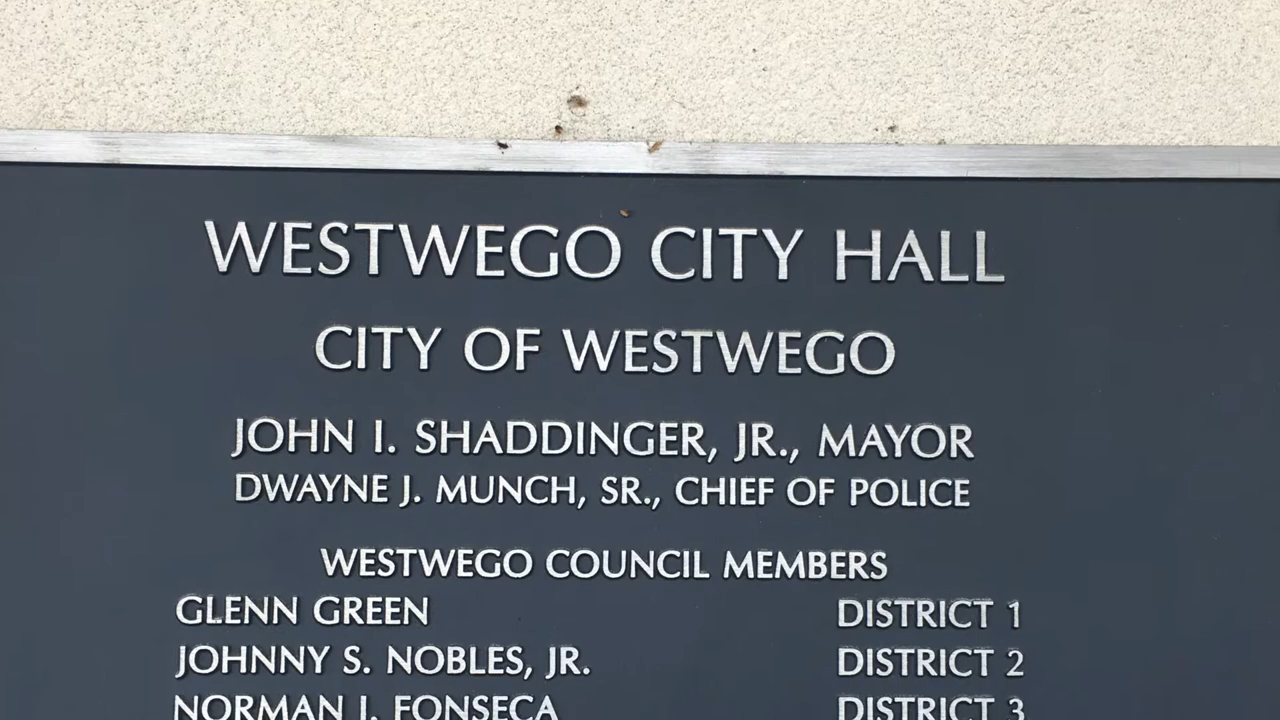 WESTWEGO CITY HALL
CITY OF WESTWEGO
JOHN I. SHADDINGER, JR., MAYOR
DWAYNE J. MUNCH, SR., CHIEF OF POLICE
WESTWEGO COUNCIL MEMBERS
GLENN GREEN DISTRICT 1
JOHNNY S. NOBLES, JR. DISTRICT 2
NORMAN J. FONSECA DISTRICT 3